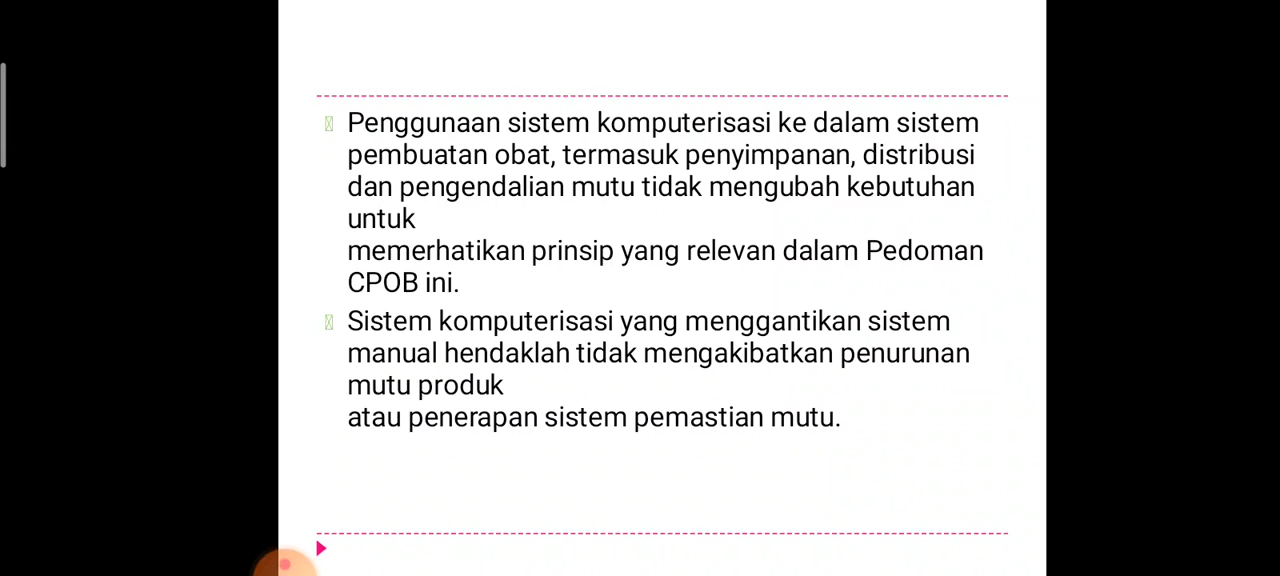 Penggunaan sistem komputerisasi ke dalam sistem
pembuatan obat, termasuk penyimpanan, distribusi
dan pengendalian mutu tidak mengubah kebutuhan
untuk
memerhatikan prinsip yang relevan dalam Pedoman
CPOB ini.
Sistem komputerisasi yang menggantikan sistem
manual hendaklah tidak mengakibatkan penurunan
mutu produk
atau penerapan sistem pemastian mutu.